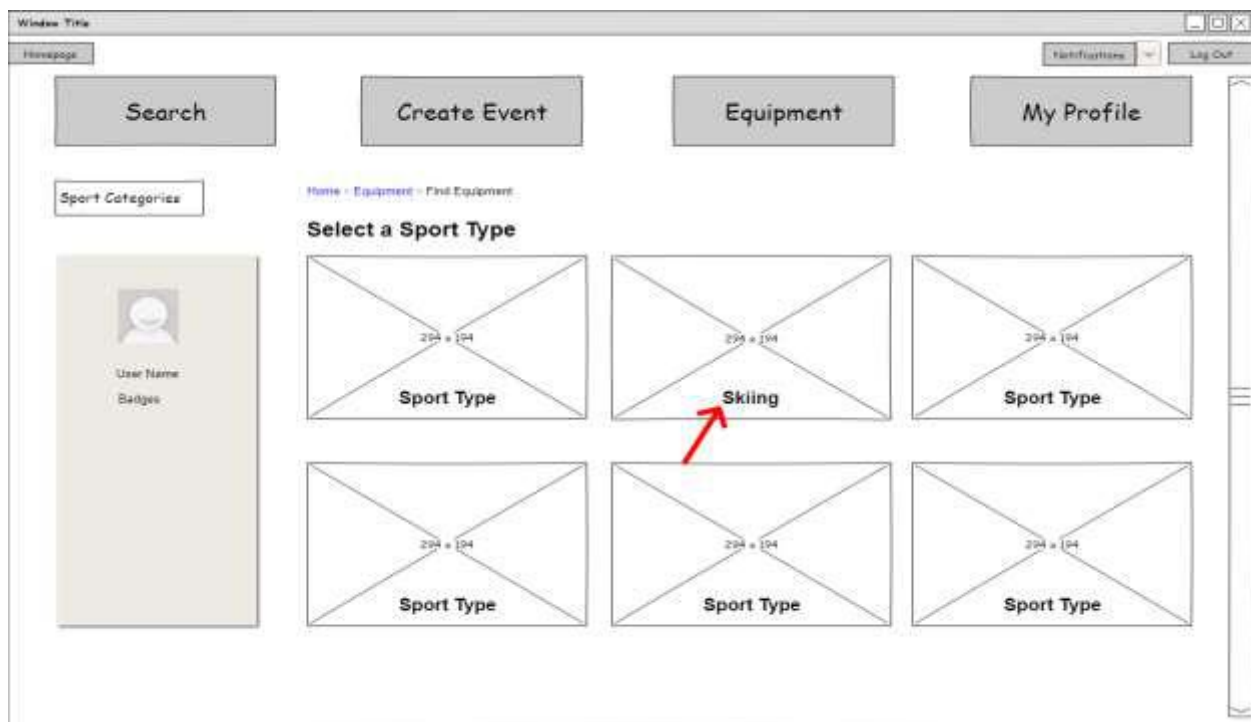 Window Title
Homepage
Notifications
Log Out
Search
Create Event
Equipment
My Profile
Sport Categories
Home > Equipment > Find Equipment
Select a Sport Type
User Name
Badges
294 x 194
Sport Type
294 x 194
Skiing
294 x 194
Sport Type
294 x 194
Sport Type
294 x 194
Sport Type
294 x 194
Sport Type